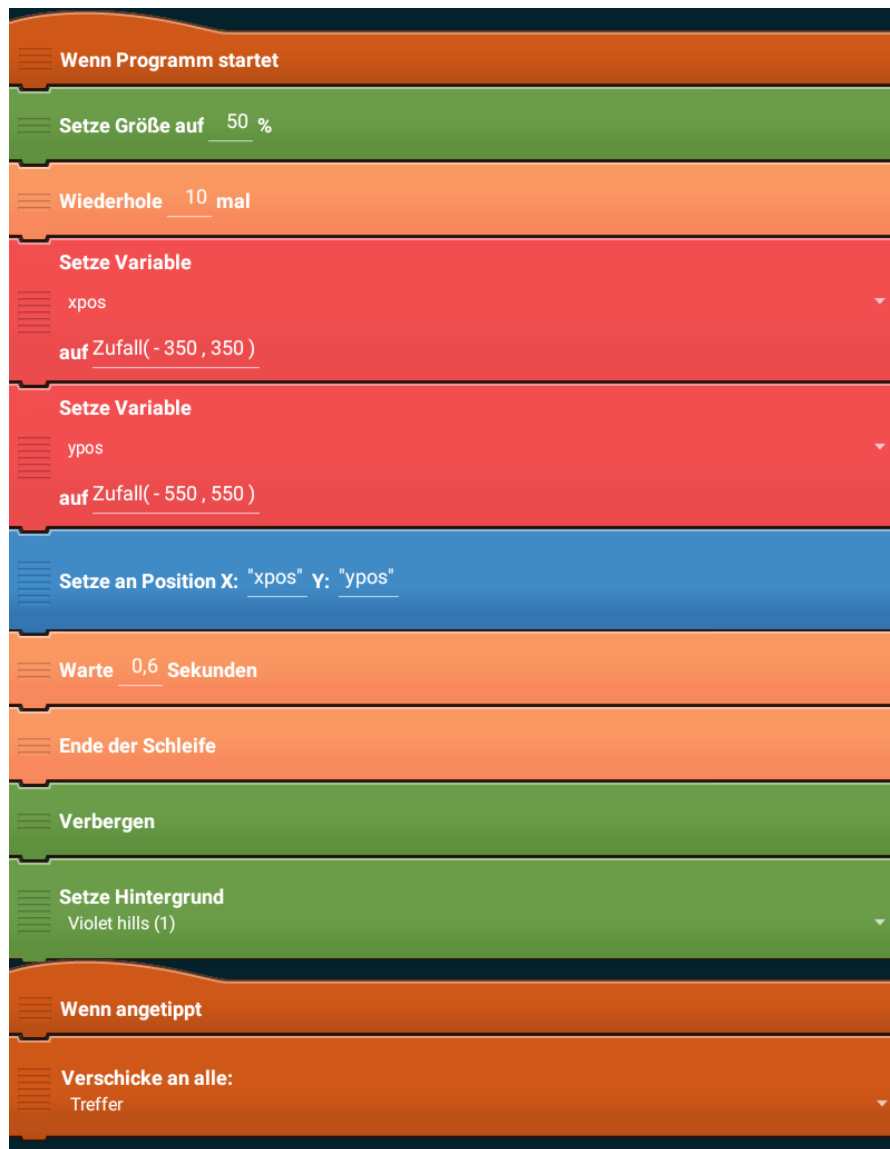 Wenn Programm startet
Setze Größe auf 50 %
Wiederhole 10 mal
Setze Variable
xpos
auf Zufall( - 350 , 350 )
Setze Variable
ypos
auf Zufall( - 550 , 550 )
Setze an Position X: "xpos" Y: "ypos"
Warte 0,6 Sekunden
Ende der Schleife
Verbergen
Setze Hintergrund
Violet hills (1)
Wenn angetippt
Verschicke an alle:
Treffer